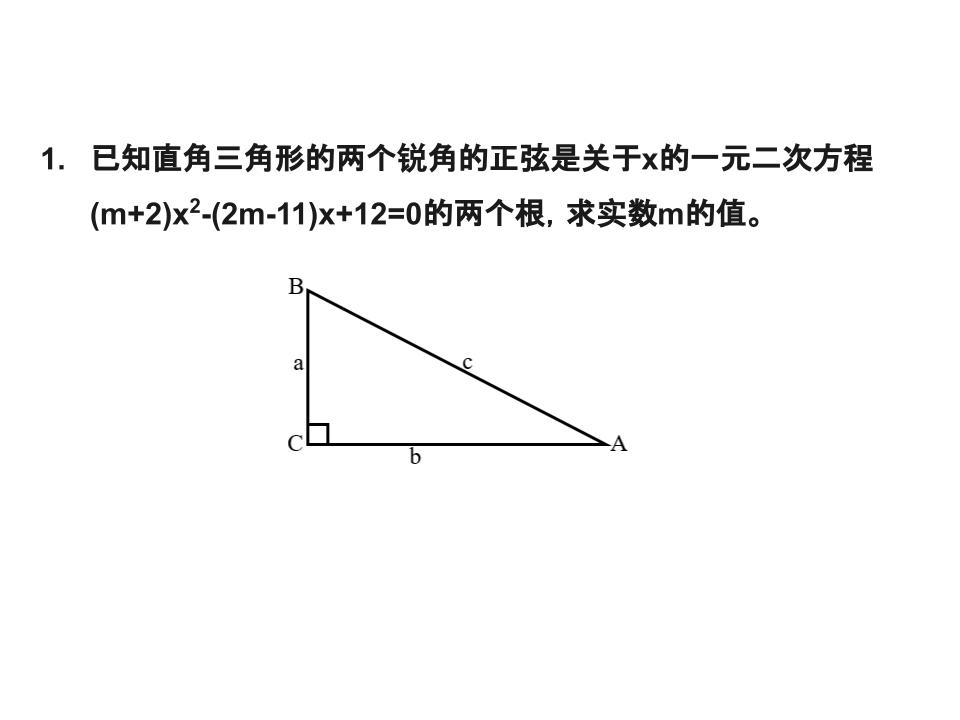 1. 已知直角三角形的两个锐角的正弦是关于x的一元二次方程
(m+2)x²-(2m-11)x+12=0的两个根，求实数m的值。
B
a
c
C
b
A